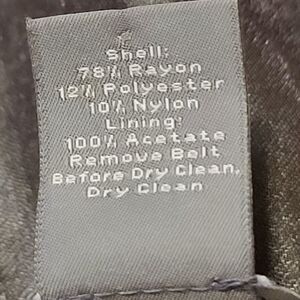 Shell:
78% Rayon
12% Polyester
10% Nylon
Lining:
100% Acetate
Remove Belt
Before Dry Clean,
Dry Clean